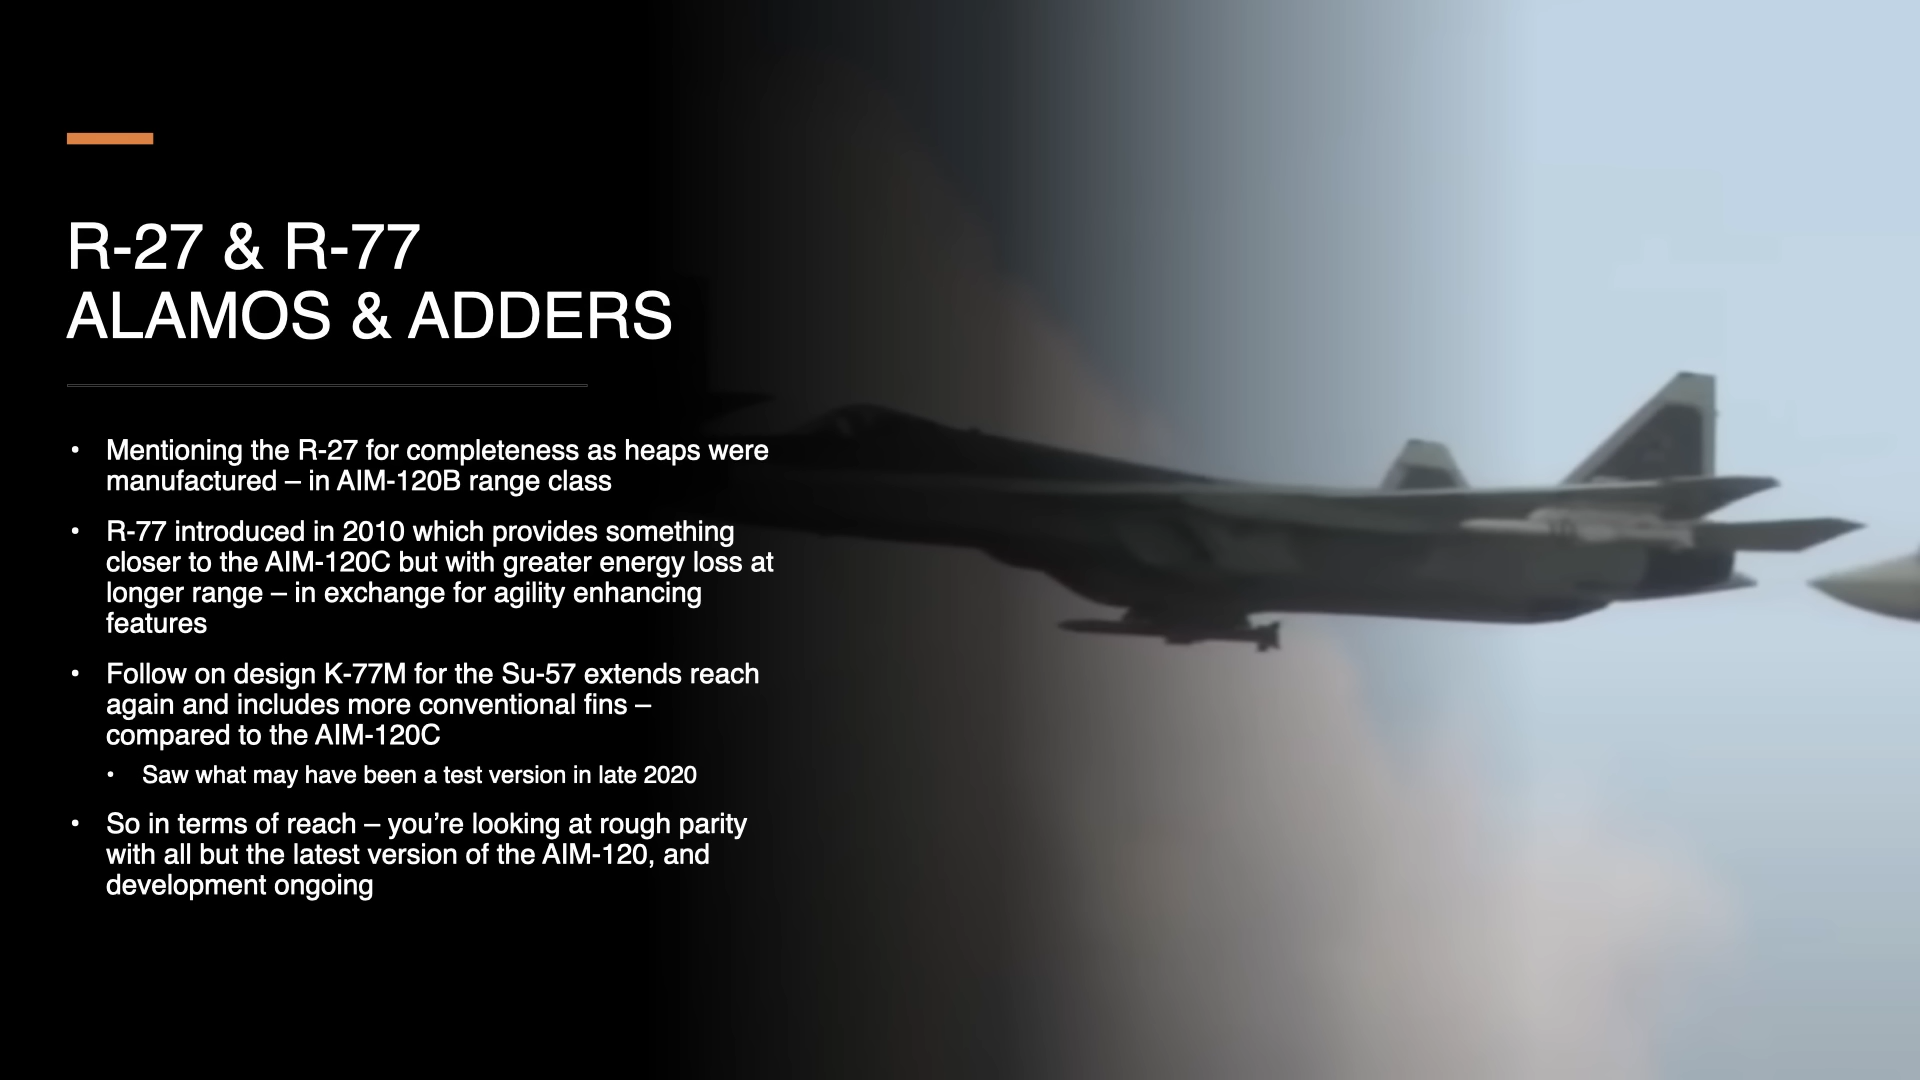 R-27 & R-77
ALAMOS & ADDERS
• Mentioning the R-27 for completeness as heaps were
manufactured – in AIM-120B range class
• R-77 introduced in 2010 which provides something
closer to the AIM-120C but with greater energy loss at
longer range – in exchange for agility enhancing
features
• Follow on design K-77M for the Su-57 extends reach
again and includes more conventional fins –
compared to the AIM-120C
• Saw what may have been a test version in late 2020
• So in terms of reach – you’re looking at rough parity
with all but the latest version of the AIM-120, and
development ongoing